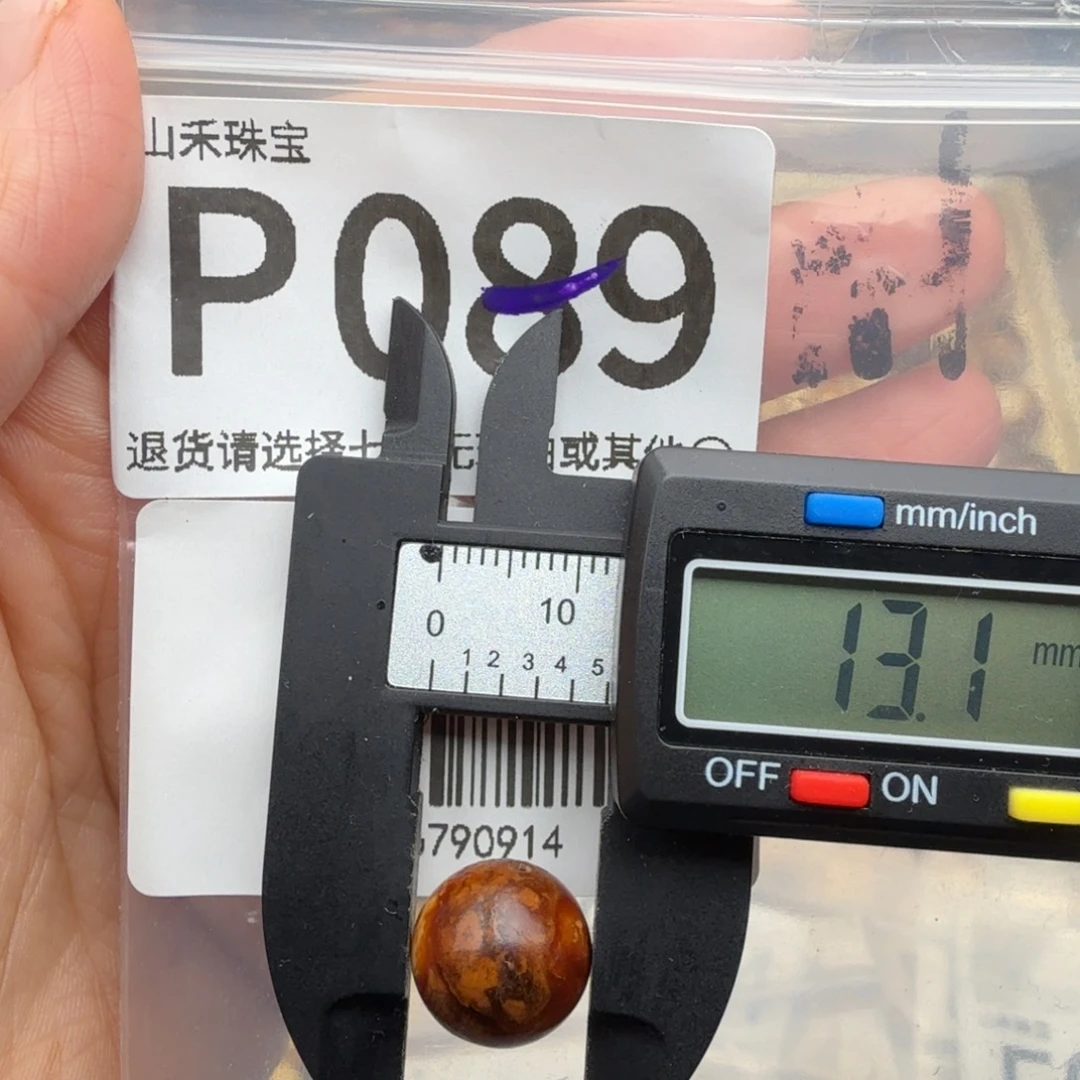 山禾珠宝
P089
退货请选择七 或其他
mm/inch
0 10
1 2 3 4 5
13.1 mm
OFF ON
790914